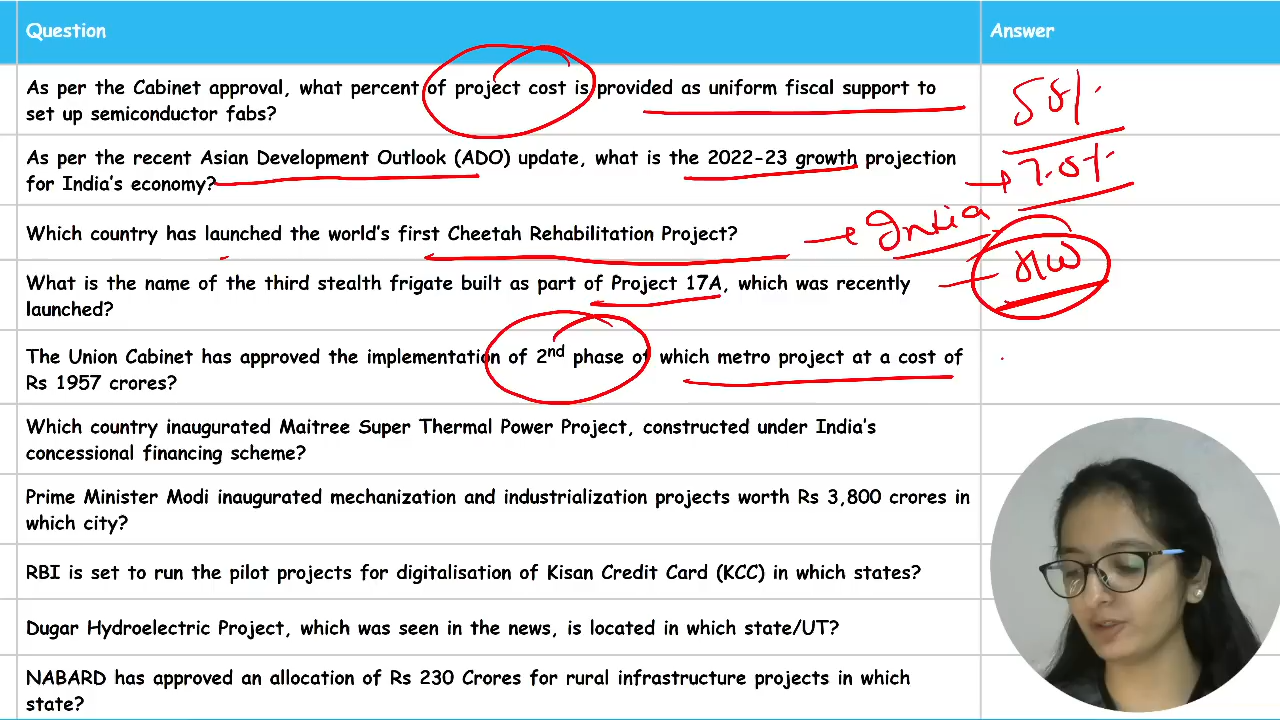 Question
Answer
As per the Cabinet approval, what percent of project cost is provided as uniform fiscal support to
set up semiconductor fabs?
As per the recent Asian Development Outlook (ADO) update, what is the 2022-23 growth projection
for India's economy?
Which country has launched the world's first Cheetah Rehabilitation Project?
India
What is the name of the third stealth frigate built as part of Project 17A, which was recently
launched?
The Union Cabinet has approved the implementation of 2nd phase of which metro project at a cost of
Rs 1957 crores?
Which country inaugurated Maitree Super Thermal Power Project, constructed under India's
concessional financing scheme?
Prime Minister Modi inaugurated mechanization and industrialization projects worth Rs 3,800 crores in
which city?
RBI is set to run the pilot projects for digitalisation of Kisan Credit Card (KCC) in which states?
Dugar Hydroelectric Project, which was seen in the news, is located in which state/UT?
NABARD has approved an allocation of Rs 230 Crores for rural infrastructure projects in which
state?